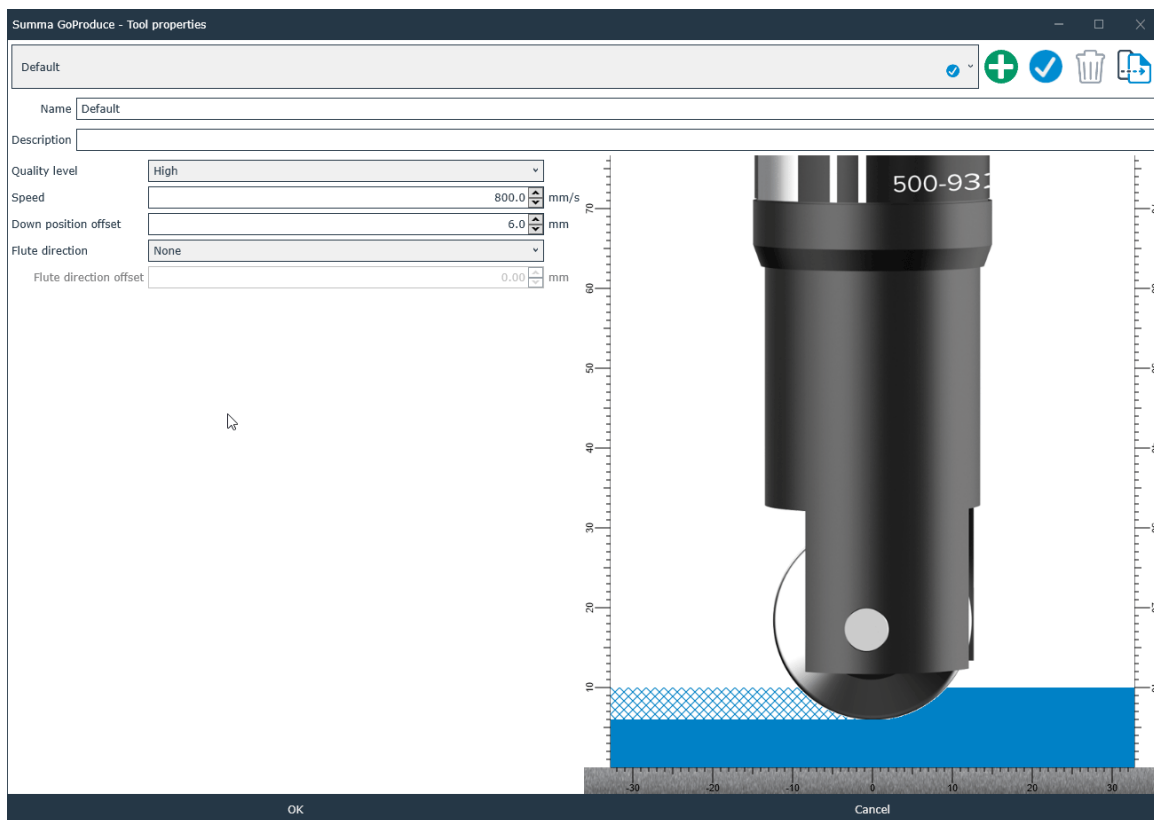 Summa GoProduce - Tool properties
Default
Name Default
Description
Quality level High
Speed 800.0 mm/s
Down position offset 6.0 mm
Flute direction None
Flute direction offset 0.00 mm
500-93
70
60
50
40
30
20
10
-30 -20 -10 0 10 20 30
OK Cancel